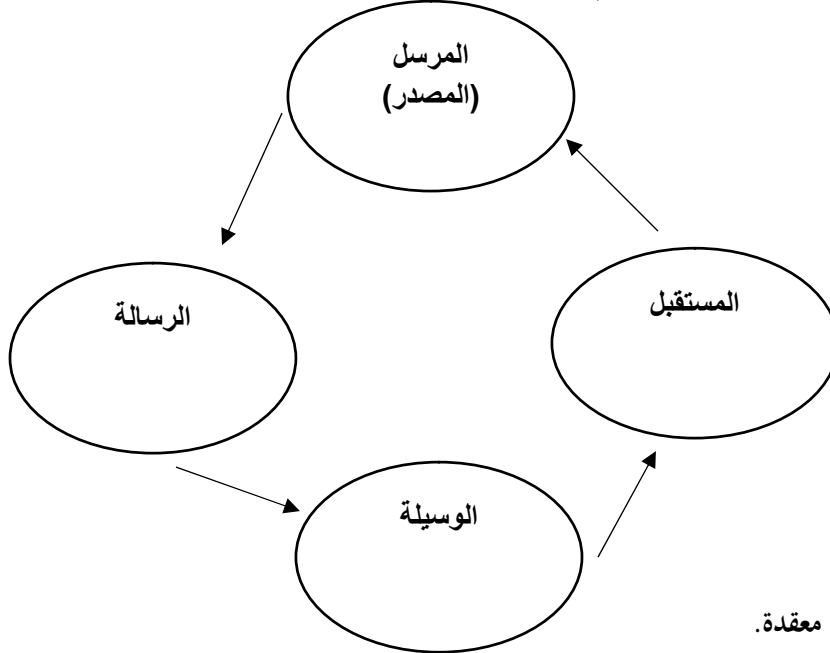 المرسل
(المصدر)
المستقبل
الرسالة
الوسيلة
معقدة.